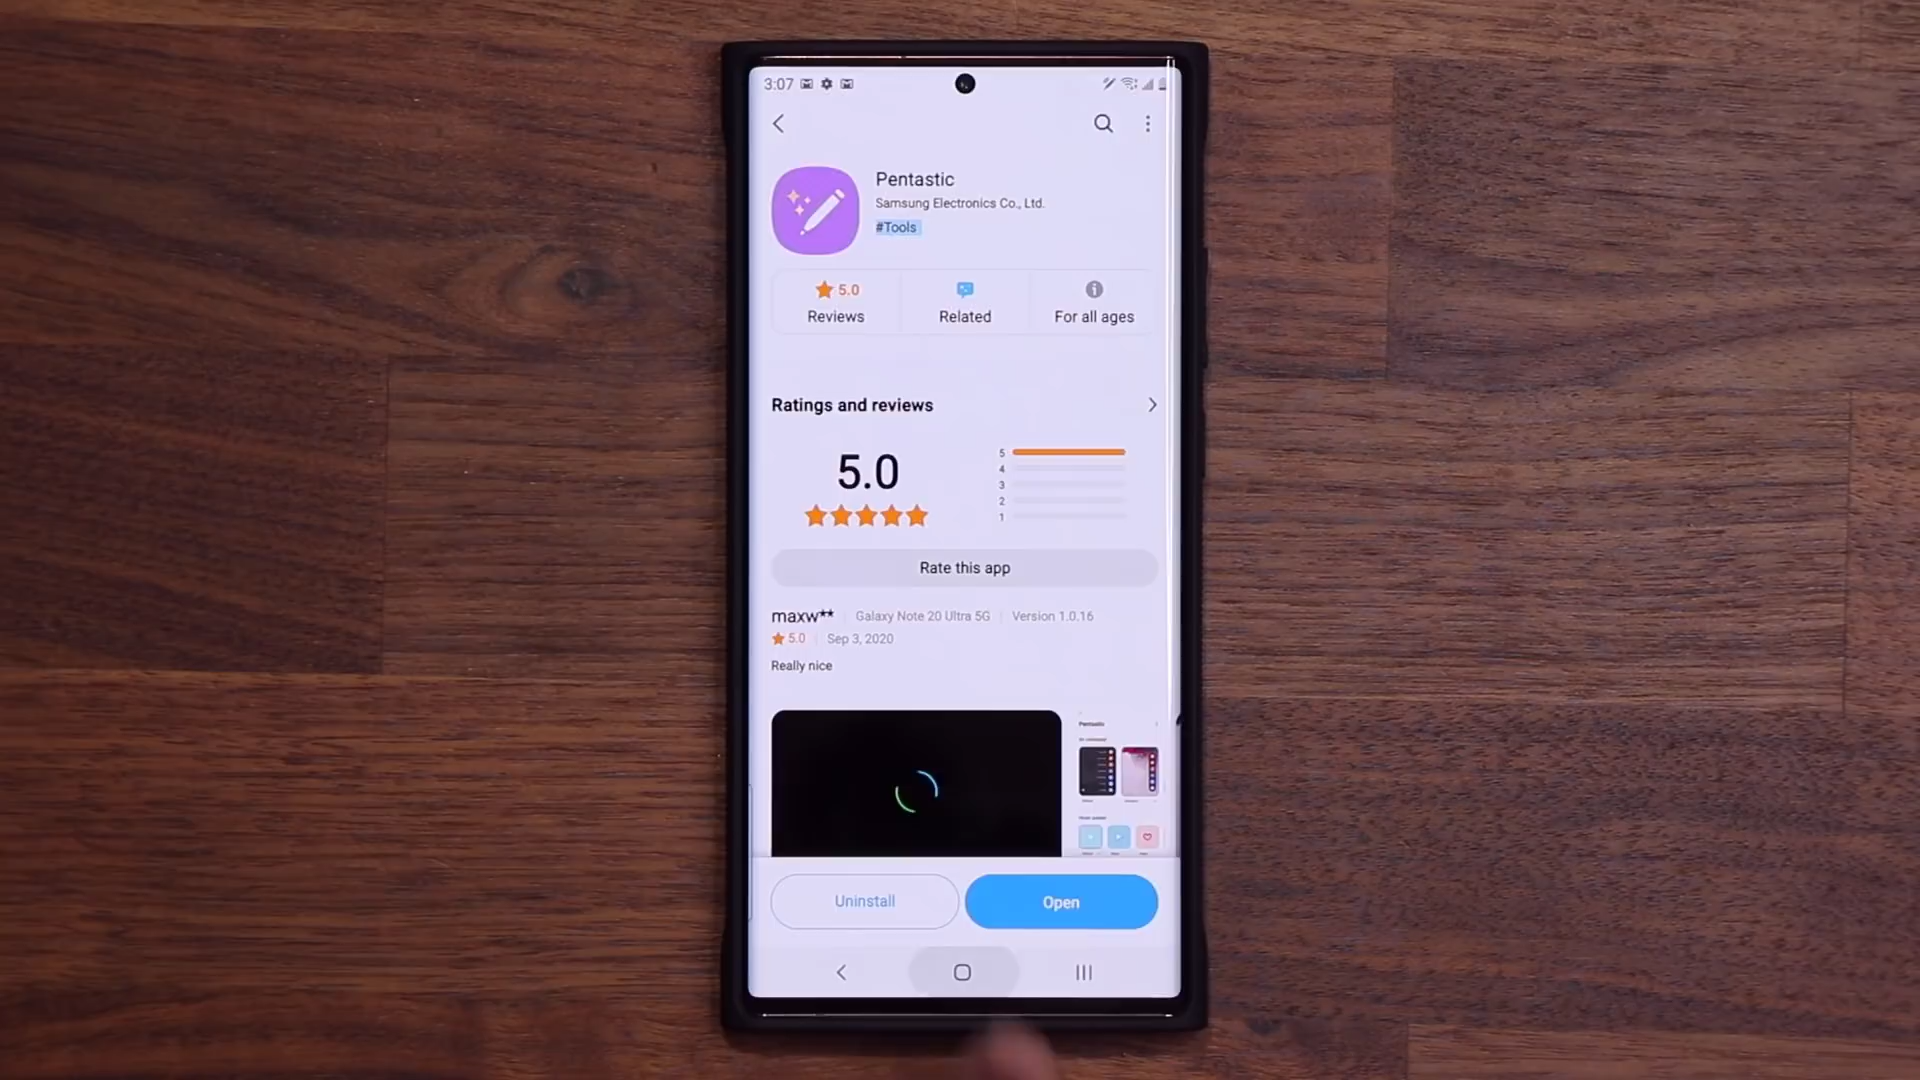 3:07
Pentastic
Samsung Electronics Co., Ltd.
#Tools
5.0
Reviews
Related
For all ages
Ratings and reviews
5.0
5
4
3
2
1
Rate this app
maxw** Galaxy Note 20 Ultra 5G Version 1.0.16
5.0 Sep 3, 2020
Really nice
Pentastic
Uninstall
Open